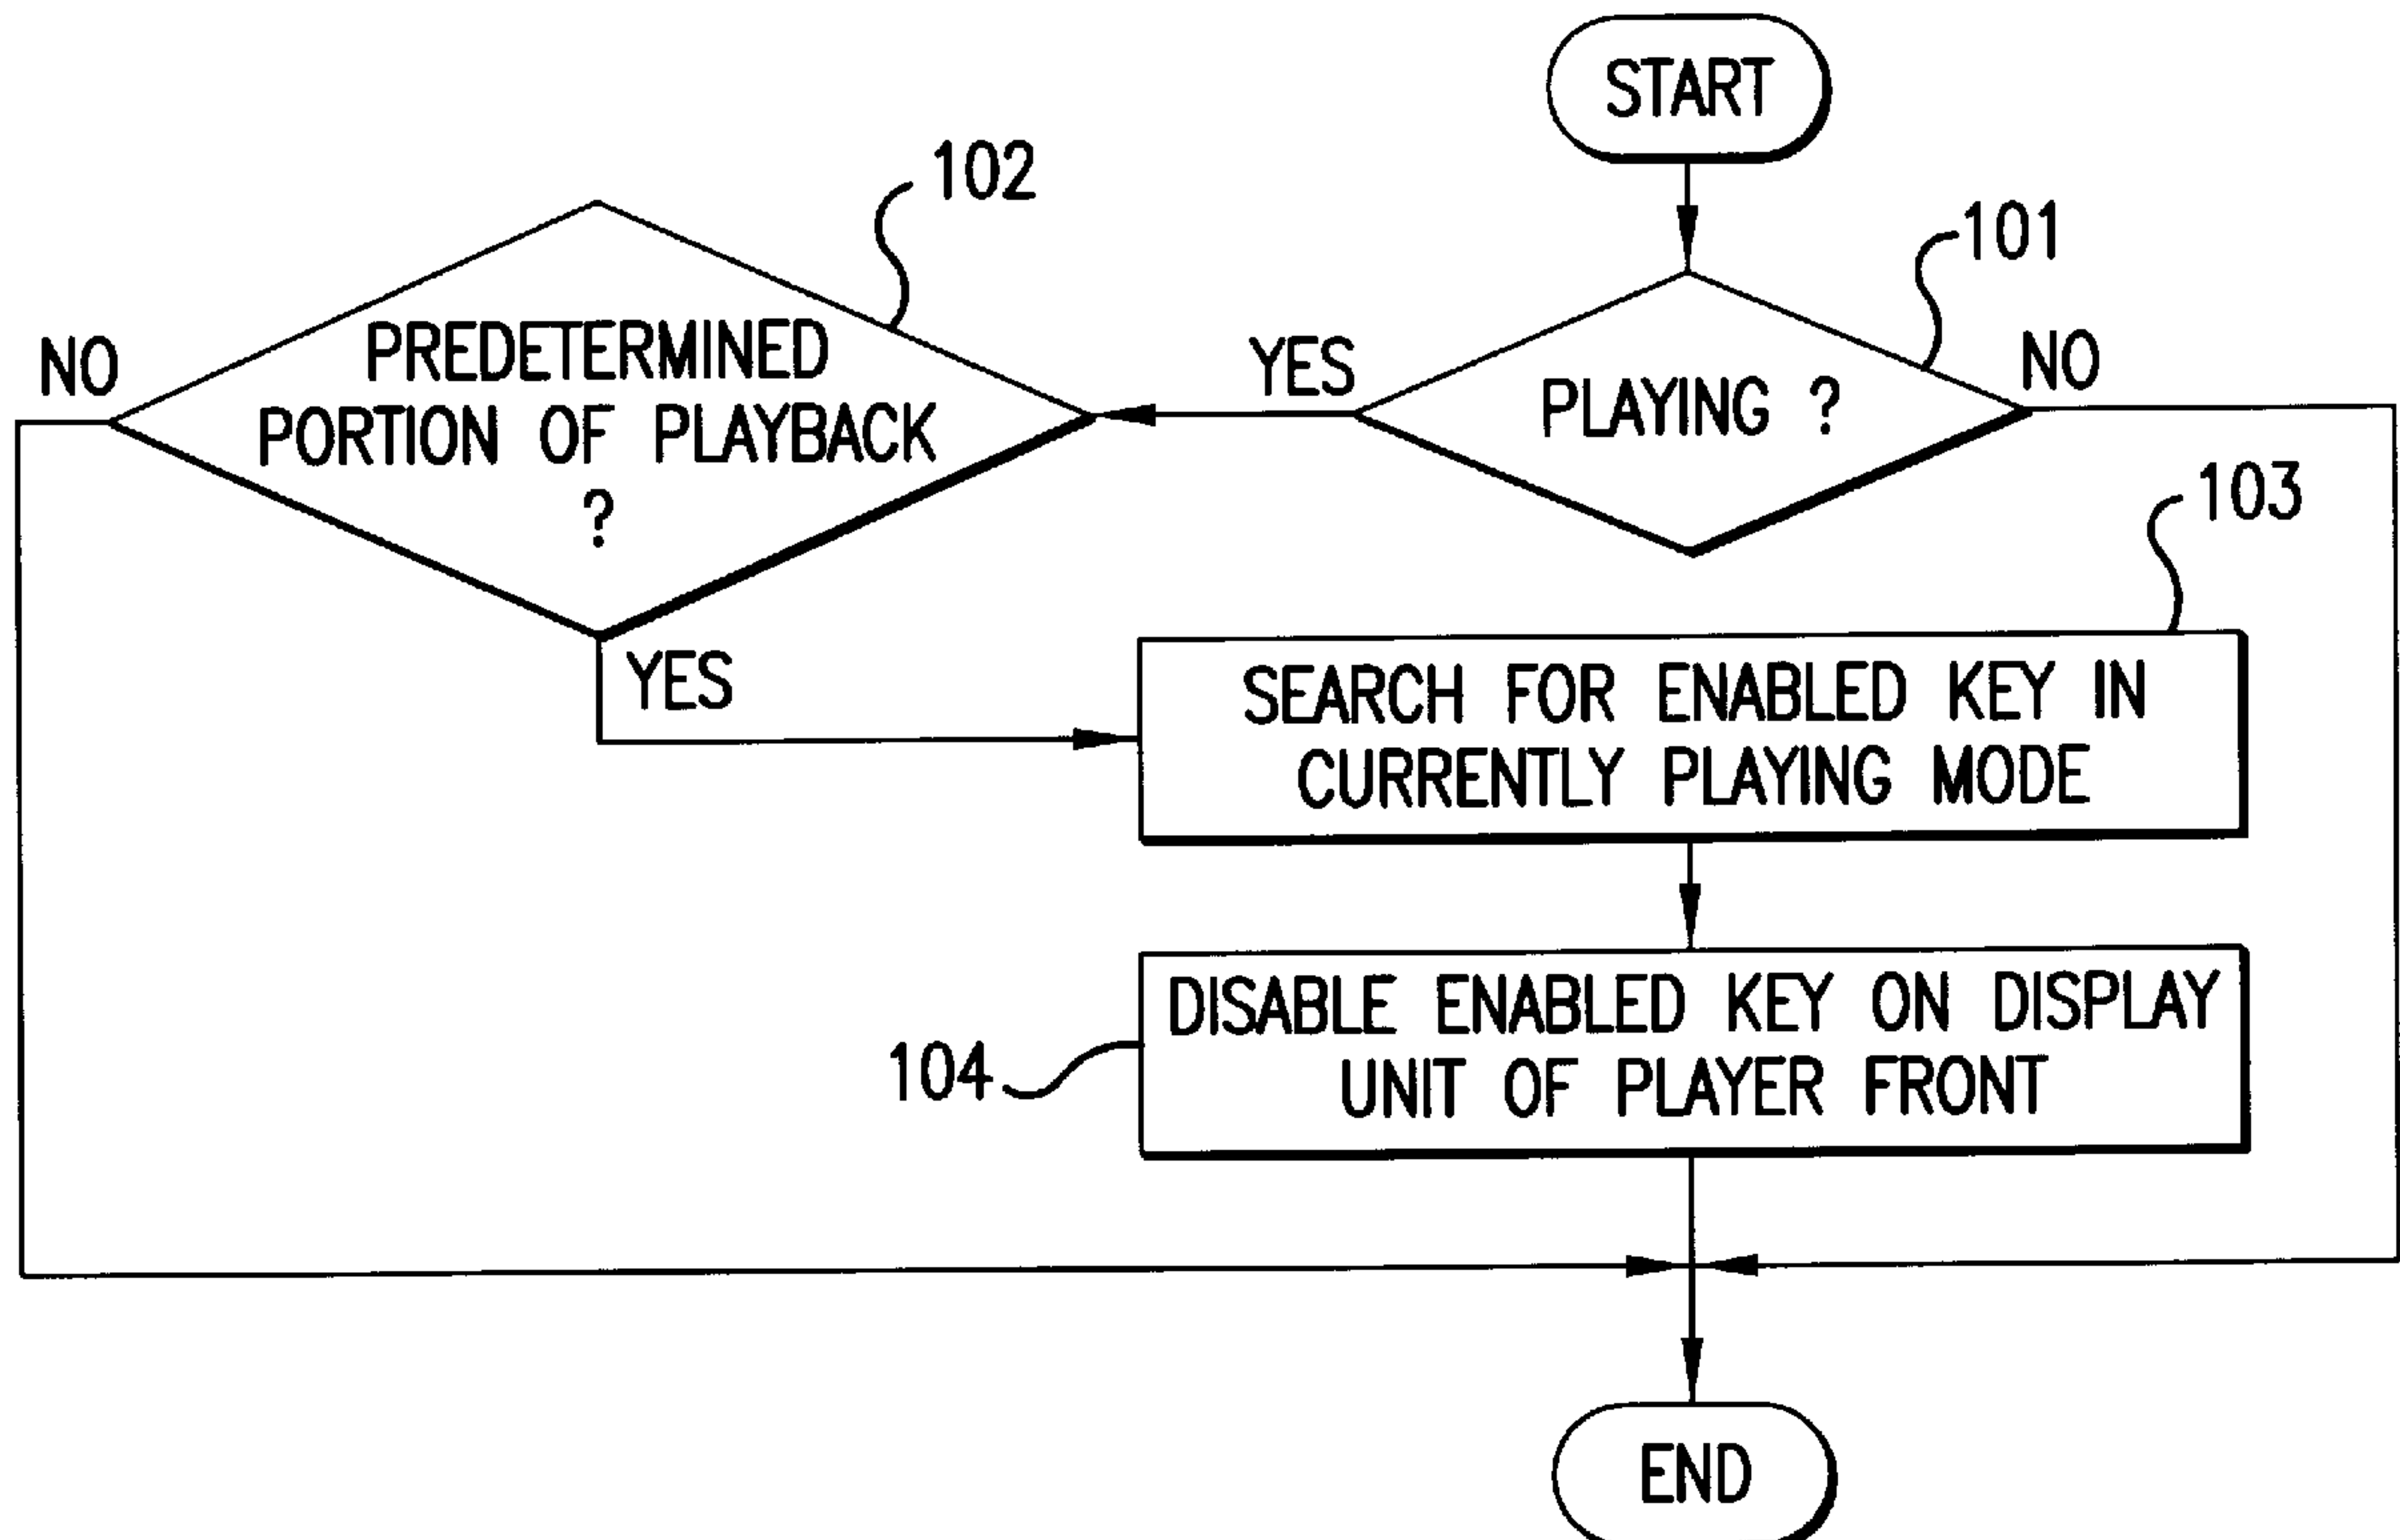 START
101
PLAYING ?
YES
NO
102
PREDETERMINED
PORTION OF PLAYBACK
?
NO
YES
103
SEARCH FOR ENABLED KEY IN
CURRENTLY PLAYING MODE
104
DISABLE ENABLED KEY ON DISPLAY
UNIT OF PLAYER FRONT
END